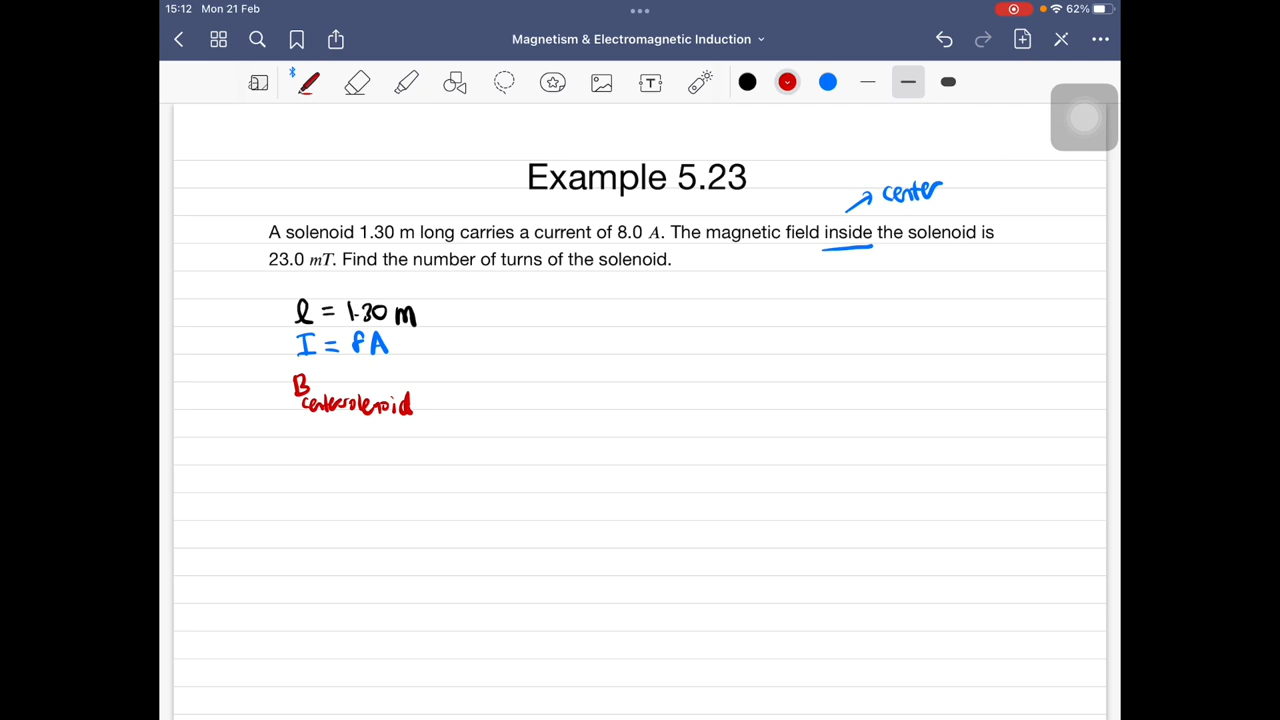 15:12 Mon 21 Feb
62%
Magnetism & Electromagnetic Induction
T
Example 5.23
center
A solenoid 1.30 m long carries a current of 8.0 A. The magnetic field inside the solenoid is
23.0 mT. Find the number of turns of the solenoid.
l = 1.30 m
I = 8A
B centersolenoid